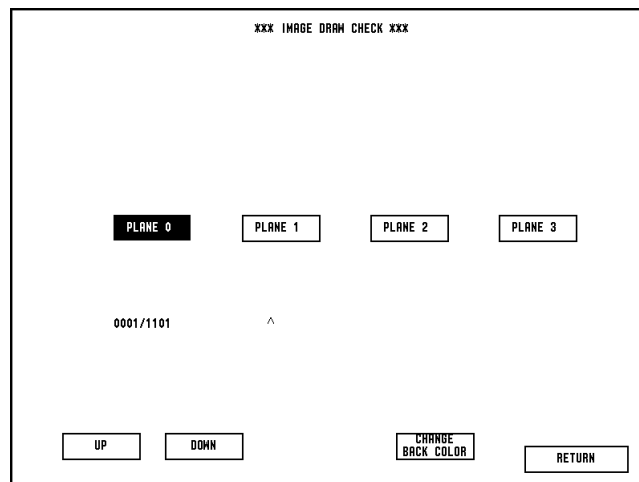 *** IMAGE DRAW CHECK ***
PLANE 0
PLANE 1
PLANE 2
PLANE 3
0001/1101 ^
UP
DOWN
CHANGE
BACK COLOR
RETURN